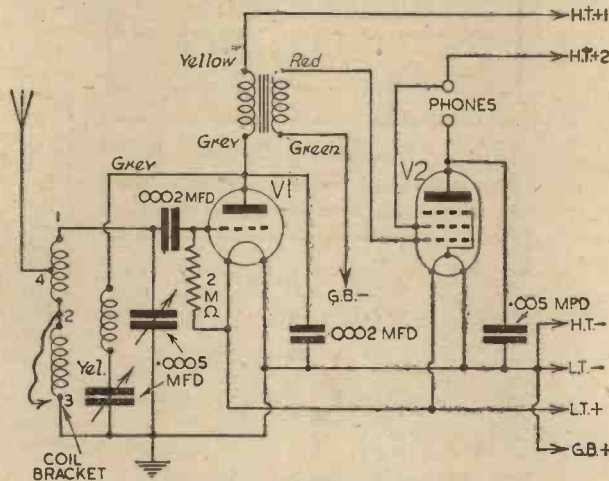 H.T.+1
H.T.+2
Yellow
Red
PHONES
Grey
Green
Grey
V1
V2
.0002 MFD
1
4
2
3
2 MΩ
G.B.-
.0002 MFD
.005 MFD
.0005 MFD
Yel.
H.T.-
L.T.-
L.T.+
G.B.+
COIL BRACKET